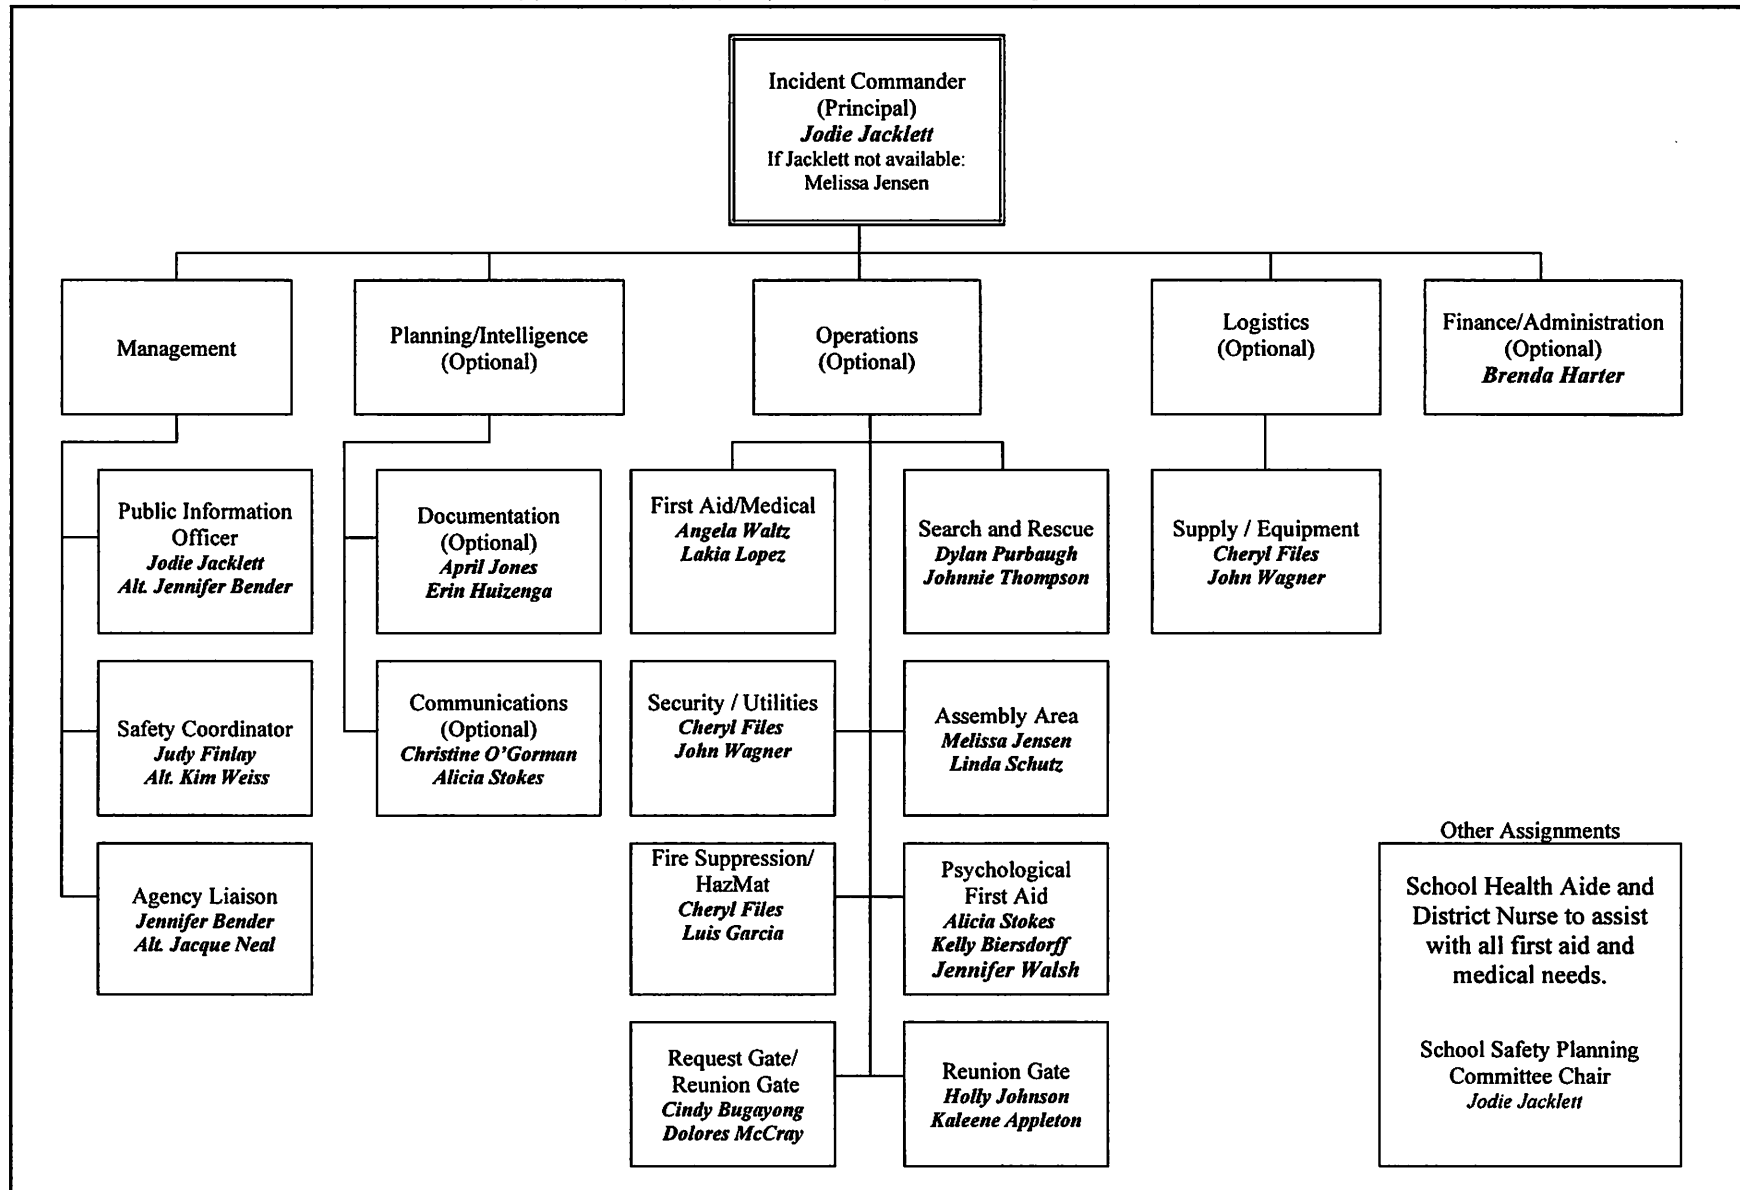 Incident Commander
(Principal)
Jodie Jacklett
If Jacklett not available:
Melissa Jensen
Management
Planning/Intelligence
(Optional)
Operations
(Optional)
Logistics
(Optional)
Finance/Administration
(Optional)
Brenda Harter
Public Information
Officer
Jodie Jacklett
Alt. Jennifer Bender
Documentation
(Optional)
April Jones
Erin Huizenga
First Aid/Medical
Angela Waltz
Lakia Lopez
Search and Rescue
Dylan Purbaugh
Johnnie Thompson
Supply / Equipment
Cheryl Files
John Wagner
Safety Coordinator
Judy Finlay
Alt. Kim Weiss
Communications
(Optional)
Christine O'Gorman
Alicia Stokes
Security / Utilities
Cheryl Files
John Wagner
Assembly Area
Melissa Jensen
Linda Schutz
Agency Liaison
Jennifer Bender
Alt. Jacque Neal
Fire Suppression/
HazMat
Cheryl Files
Luis Garcia
Psychological
First Aid
Alicia Stokes
Kelly Biersdorff
Jennifer Walsh
Request Gate/
Reunion Gate
Cindy Bugayong
Dolores McCray
Reunion Gate
Holly Johnson
Kaleene Appleton
Other Assignments
School Health Aide and
District Nurse to assist
with all first aid and
medical needs.
School Safety Planning
Committee Chair
Jodie Jacklett